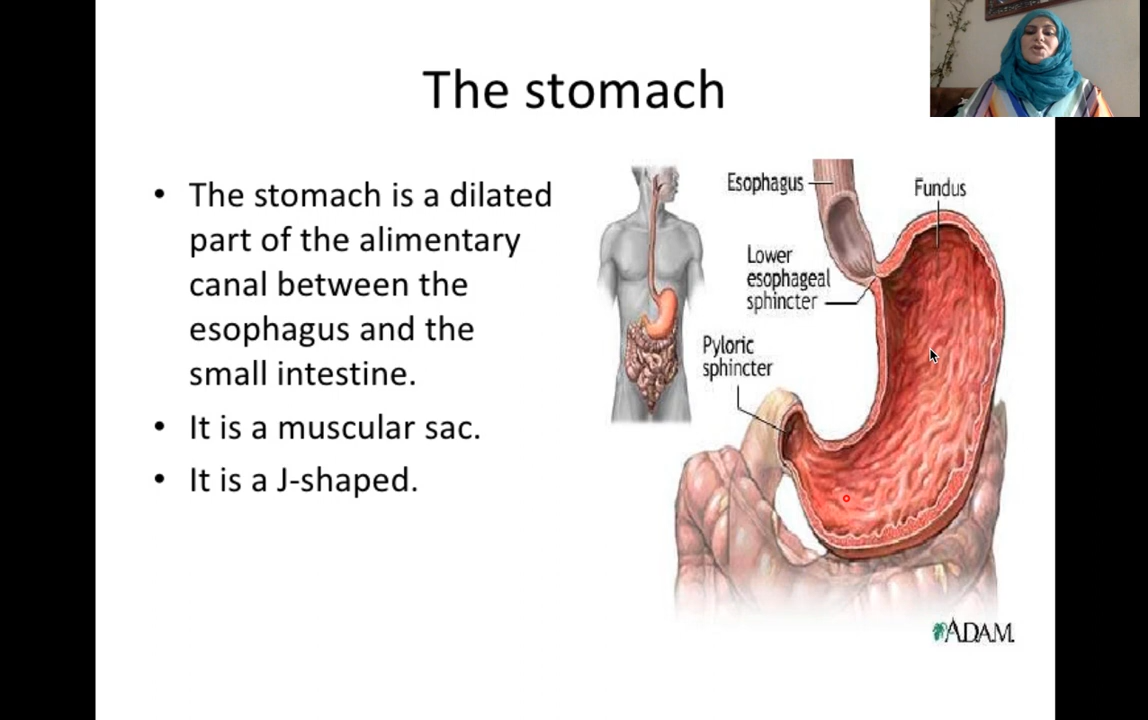 The stomach
• The stomach is a dilated
part of the alimentary
canal between the
esophagus and the
small intestine.
• It is a muscular sac.
• It is a J-shaped.
Esophagus
Fundus
Lower
esophageal
sphincter
Pyloric
sphincter
ADAM.